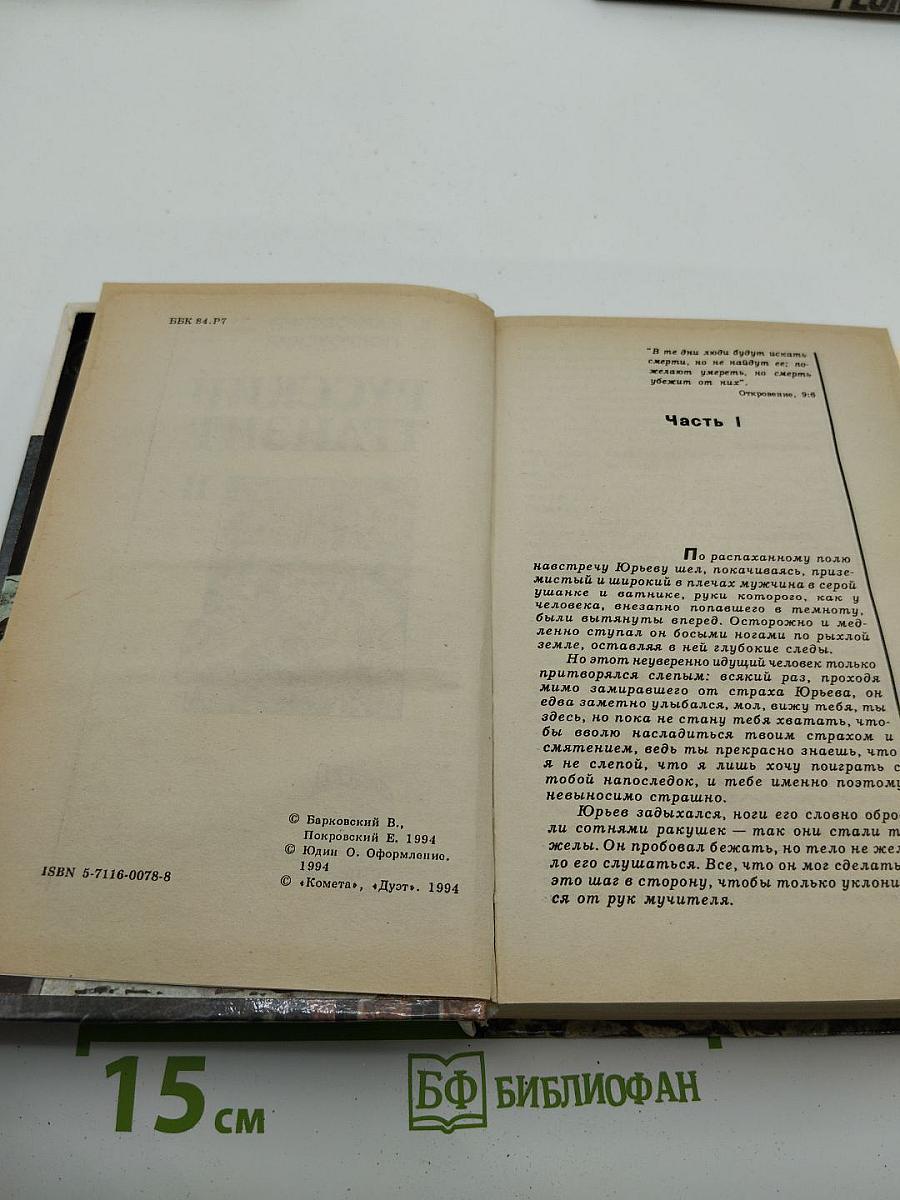 ББК 84.Р7
© Барковский В.,
Покровский Е. 1994
© Юдин О. Оформление.
1994
© «Комета», «Дуэт». 1994
ISBN 5-7116-0078-8
"В те дни люди будут искать
смерти, но не найдут ее; по-
желают умереть, но смерть
убежит от них".
Откровение, 9:6
Часть I
По распаханному полю
навстречу Юрьеву шел, покачиваясь, призе-
мистый и широкий в плечах мужчина в серой
ушанке и ватнике, руки которого, как у
человека, внезапно попавшего в темноту,
были вытянуты вперед. Осторожно и мед-
ленно ступал он босыми ногами по рыхлой
земле, оставляя в ней глубокие следы.
Но этот неуверенно идущий человек только
притворялся слепым: всякий раз, проходя
мимо замиравшего от страха Юрьева, он
едва заметно улыбался, мол, вижу тебя, ты
здесь, но пока не стану тебя хватать, что-
бы вволю насладиться твоим страхом и
смятением, ведь ты прекрасно знаешь, что
я не слепой, что я лишь хочу поиграть с
тобой напоследок, и тебе именно поэтому
невыносимо страшно.
Юрьев задыхался, ноги его словно обро
ли сотнями ракушек — так они стали т
желы. Он пробовал бежать, но тело не жел
ло его слушаться. Все, что он мог сделать
это шаг в сторону, чтобы только уклони
ся от рук мучителя.
15 см
БФ БИБЛИОФАН